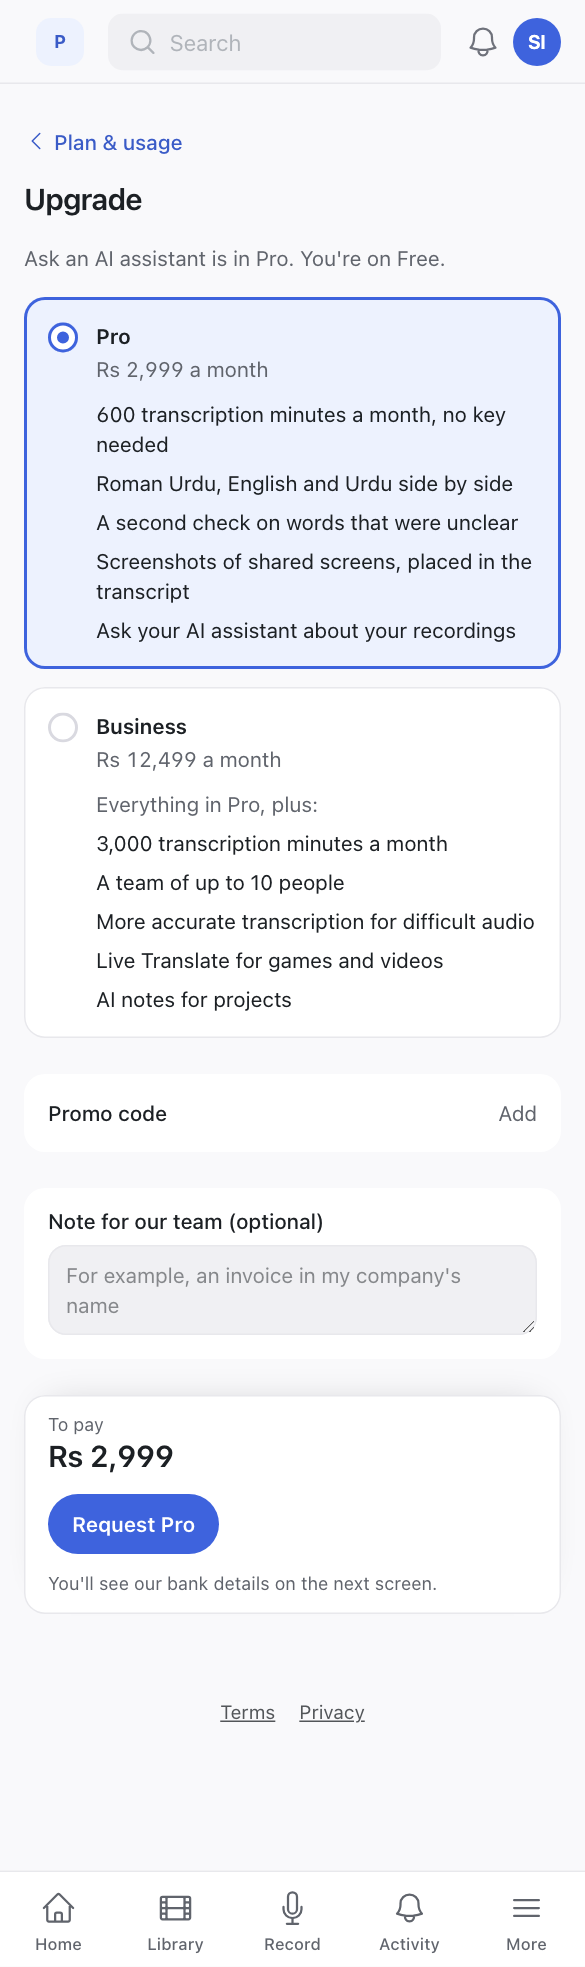 P
Search
SI
Plan & usage
Upgrade
Ask an AI assistant is in Pro. You're on Free.
Pro
Rs 2,999 a month
600 transcription minutes a month, no key
needed
Roman Urdu, English and Urdu side by side
A second check on words that were unclear
Screenshots of shared screens, placed in the
transcript
Ask your AI assistant about your recordings
Business
Rs 12,499 a month
Everything in Pro, plus:
3,000 transcription minutes a month
A team of up to 10 people
More accurate transcription for difficult audio
Live Translate for games and videos
AI notes for projects
Promo code
Add
Note for our team (optional)
For example, an invoice in my company's
name
To pay
Rs 2,999
Request Pro
You'll see our bank details on the next screen.
Terms Privacy
Home Library Record Activity More